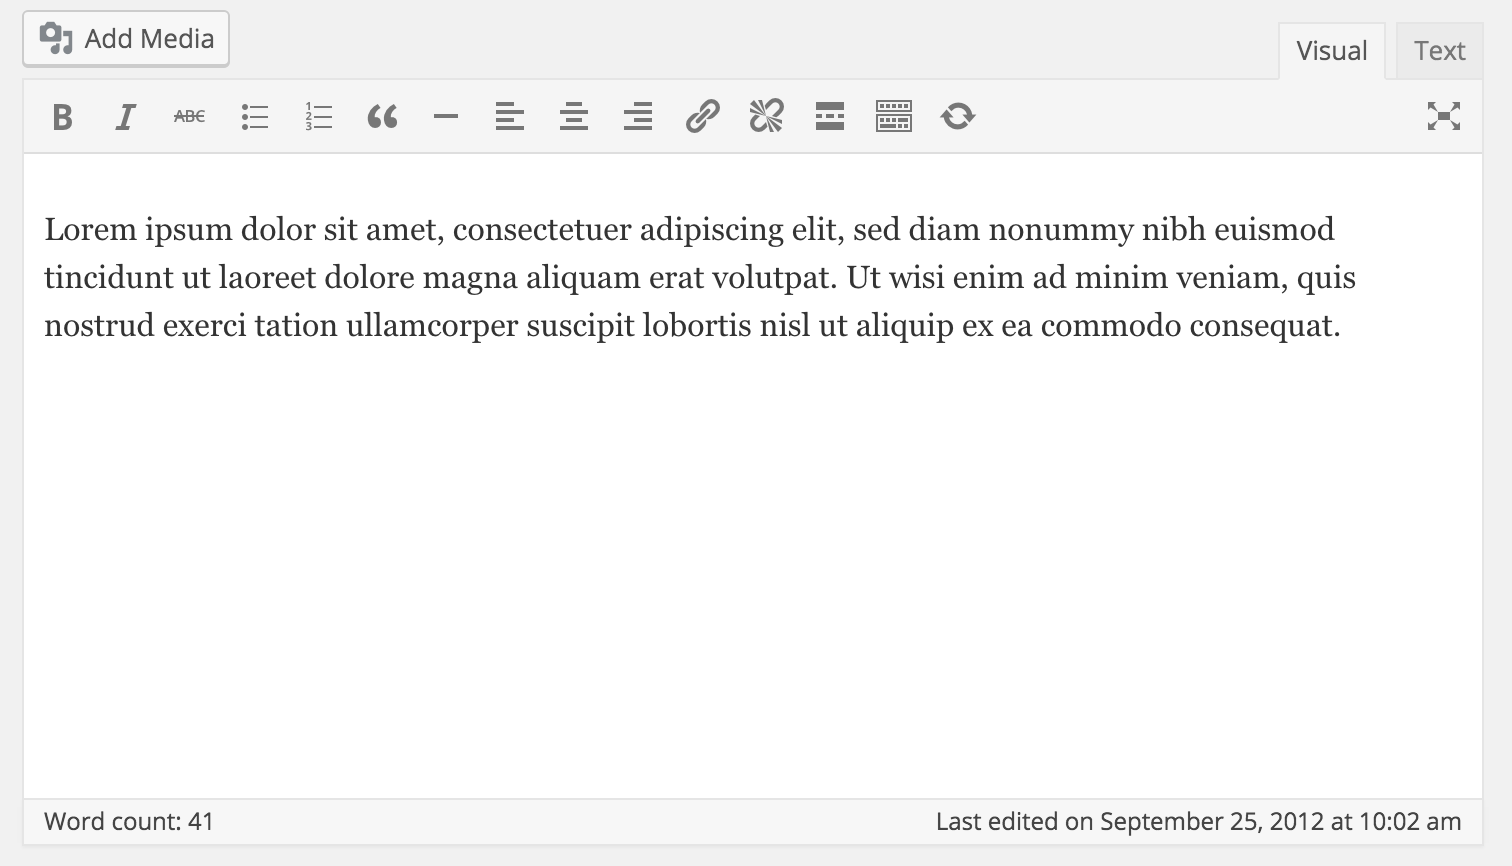 Add Media
Visual Text
B I ABC
1
2
3
Lorem ipsum dolor sit amet, consectetuer adipiscing elit, sed diam nonummy nibh euismod
tincidunt ut laoreet dolore magna aliquam erat volutpat. Ut wisi enim ad minim veniam, quis
nostrud exerci tation ullamcorper suscipit lobortis nisl ut aliquip ex ea commodo consequat.
Word count: 41 Last edited on September 25, 2012 at 10:02 am